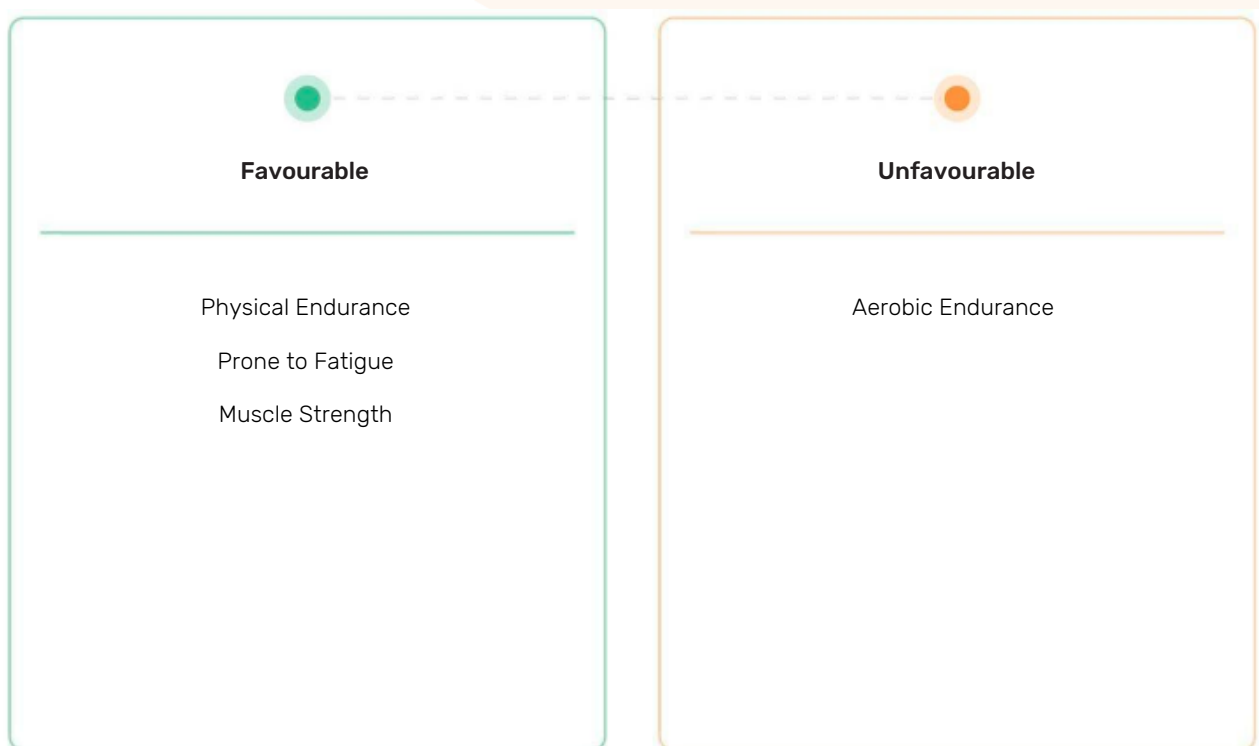 Favourable
Physical Endurance
Prone to Fatigue
Muscle Strength
Unfavourable
Aerobic Endurance